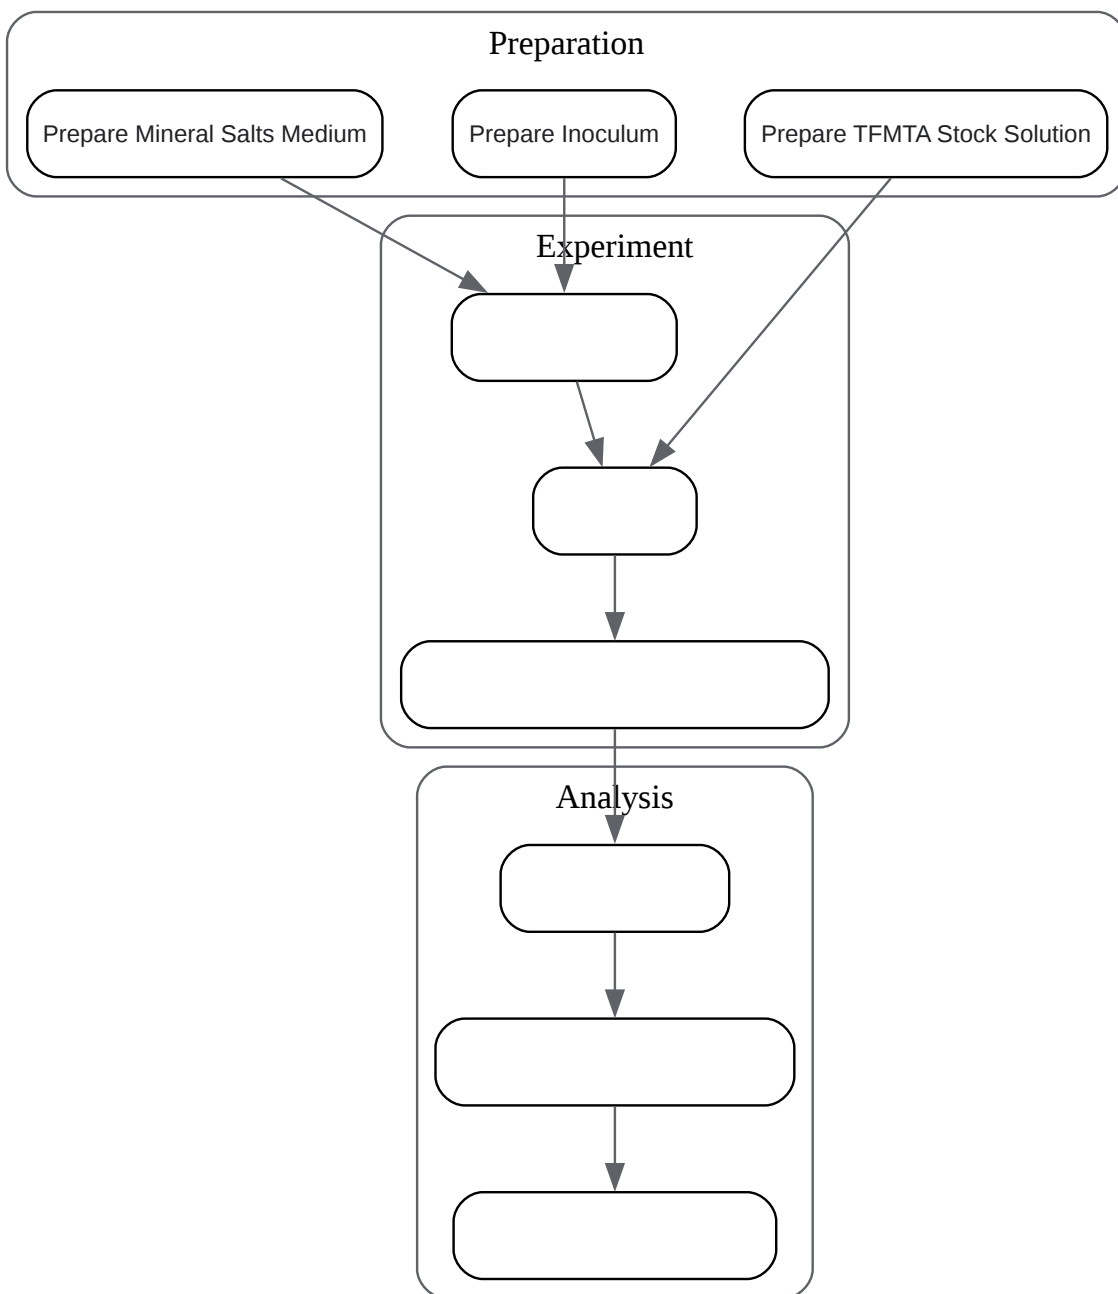 Preparation
Prepare Mineral Salts Medium
Prepare Inoculum
Prepare TFMTA Stock Solution
Experiment
Analysis